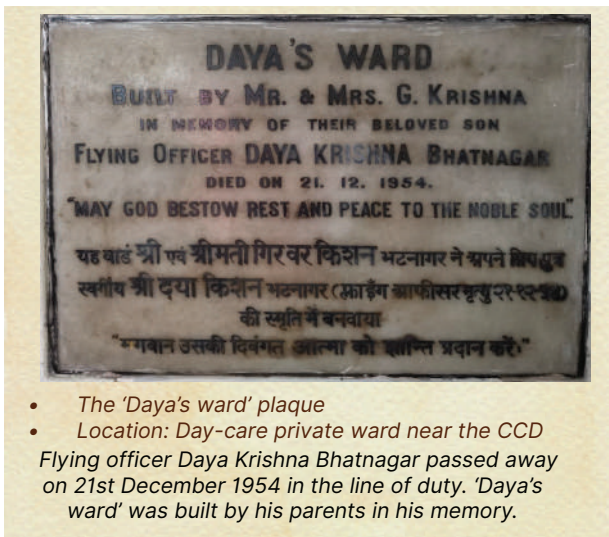 DAYA'S WARD
BUILT BY MR. & MRS. G. KRISHNA
IN MEMORY OF THEIR BELOVED SON
FLYING OFFICER DAYA KRISHNA BHATNAGAR
DIED ON 21. 12. 1954.
"MAY GOD BESTOW REST AND PEACE TO THE NOBLE SOUL"
यह वार्ड श्री एवं श्रीमती गिरवर किशन भटनागर ने अपने प्रिय पुत्र
स्वर्गीय श्री दया किशन भटनागर (फ्लाइंग आफीसर मृत्यु
की स्मृति में बनवाया
"भगवान उसकी दिवंगत आत्मा को शान्ति प्रदान करें।"
• The ‘Daya’s ward’ plaque
• Location: Day-care private ward near the CCD
Flying officer Daya Krishna Bhatnagar passed away
on 21st December 1954 in the line of duty. ‘Daya’s
ward’ was built by his parents in his memory.